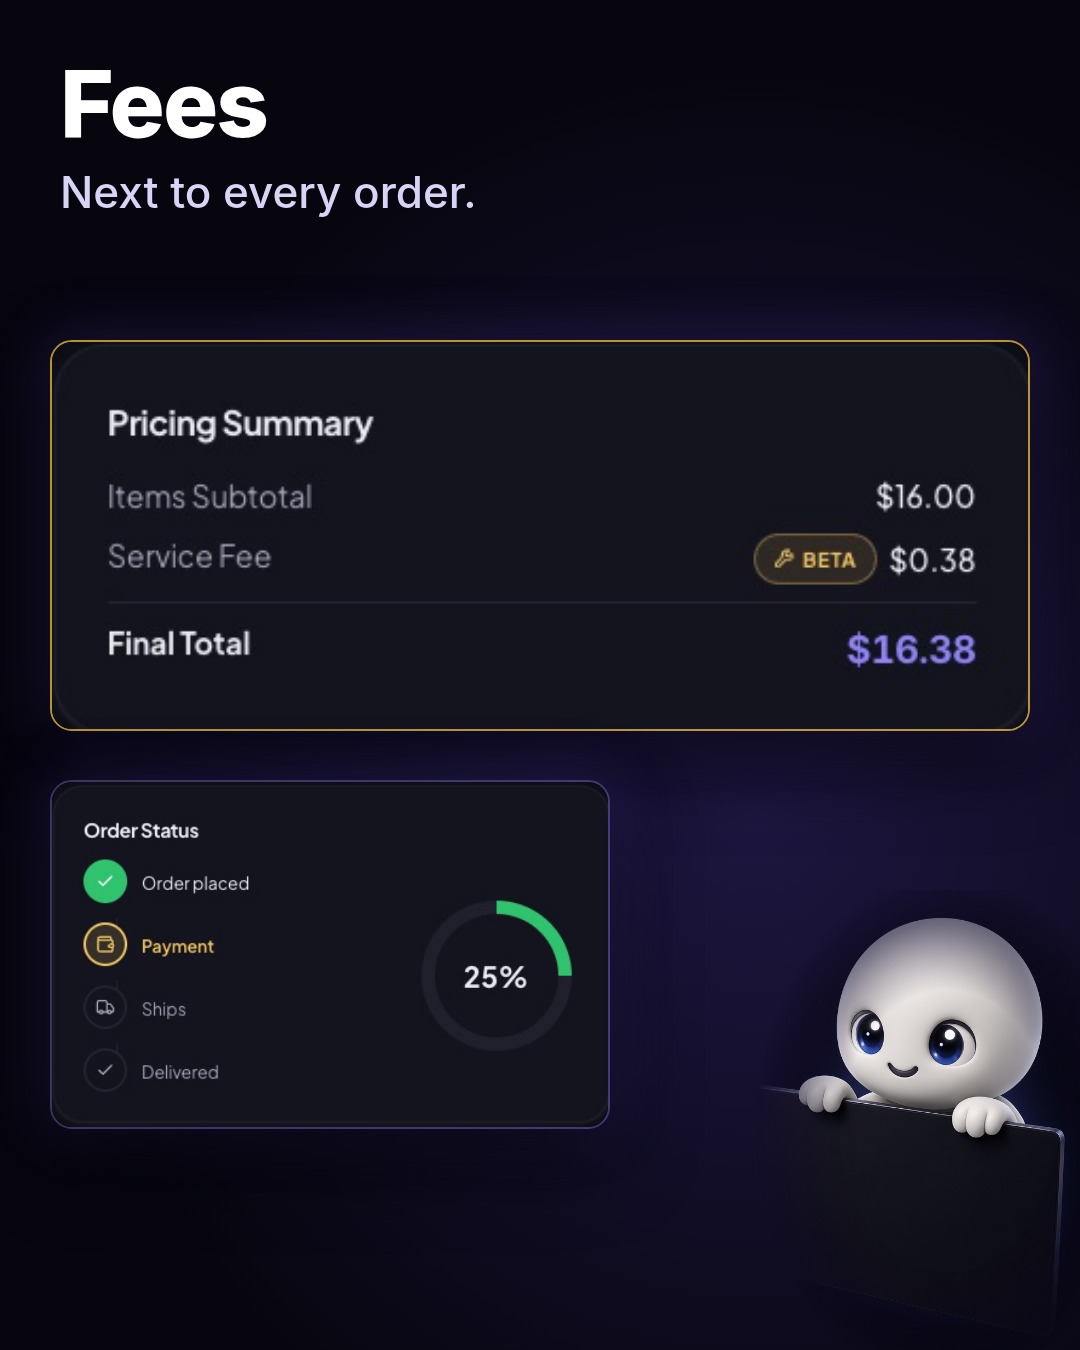 Fees
Next to every order.
Pricing Summary
Items Subtotal $16.00
Service Fee BETA $0.38
Final Total $16.38
Order Status
Order placed
Payment
25%
Ships
Delivered